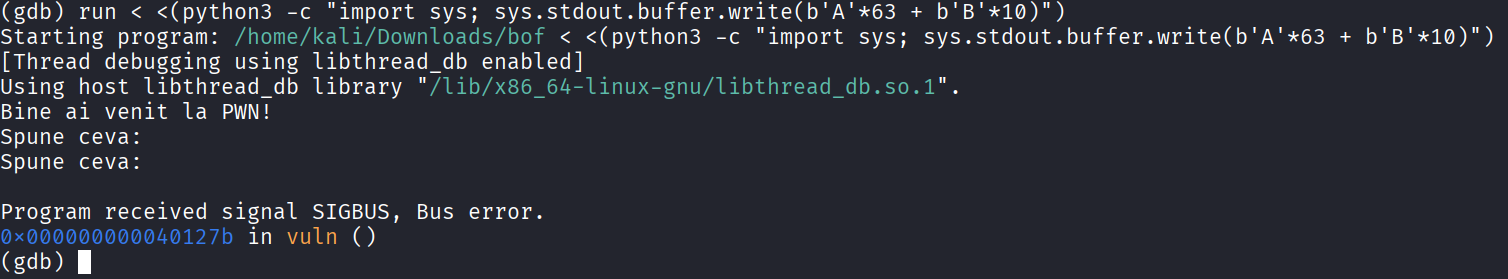 (gdb) run < <(python3 -c "import sys; sys.stdout.buffer.write(b'A'*63 + b'B'*10)")
Starting program: /home/kali/Downloads/bof < <(python3 -c "import sys; sys.stdout.buffer.write(b'A'*63 + b'B'*10)")
[Thread debugging using libthread_db enabled]
Using host libthread_db library "/lib/x86_64-linux-gnu/libthread_db.so.1".
Bine ai venit la PWN!
Spune ceva:
Spune ceva:
Program received signal SIGBUS, Bus error.
0x000000000040127b in vuln ()
(gdb)